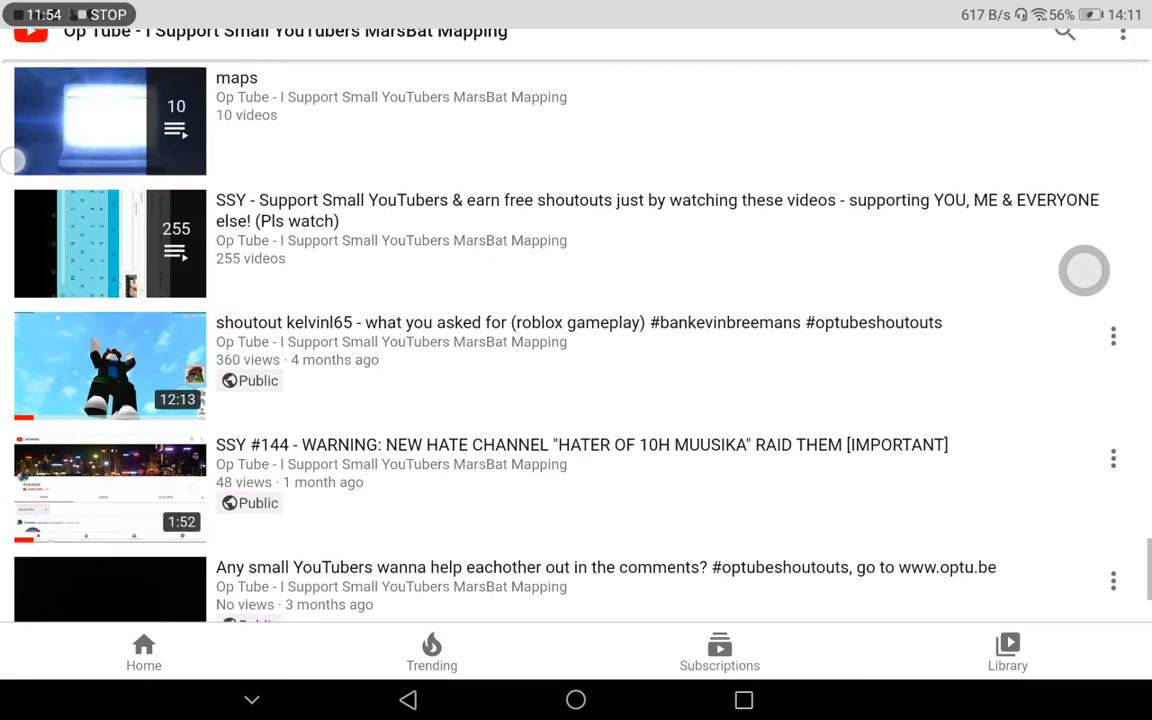 11:54 STOP 617 B/s 56% 14:11
Op Tube - I Support Small YouTubers MarsBat Mapping
maps
Op Tube - I Support Small YouTubers MarsBat Mapping
10 videos
10
SSY - Support Small YouTubers & earn free shoutouts just by watching these videos - supporting YOU, ME & EVERYONE
else! (Pls watch)
Op Tube - I Support Small YouTubers MarsBat Mapping
255 videos
255
shoutout kelvinl65 - what you asked for (roblox gameplay) #bankevinbreemans #optubeshoutouts
Op Tube - I Support Small YouTubers MarsBat Mapping
360 views · 4 months ago
Public
12:13
SSY #144 - WARNING: NEW HATE CHANNEL "HATER OF 10H MUUSIKA" RAID THEM [IMPORTANT]
Op Tube - I Support Small YouTubers MarsBat Mapping
48 views · 1 month ago
Public
1:52
Any small YouTubers wanna help eachother out in the comments? #optubeshoutouts, go to www.optu.be
Op Tube - I Support Small YouTubers MarsBat Mapping
No views · 3 months ago
Home Trending Subscriptions Library